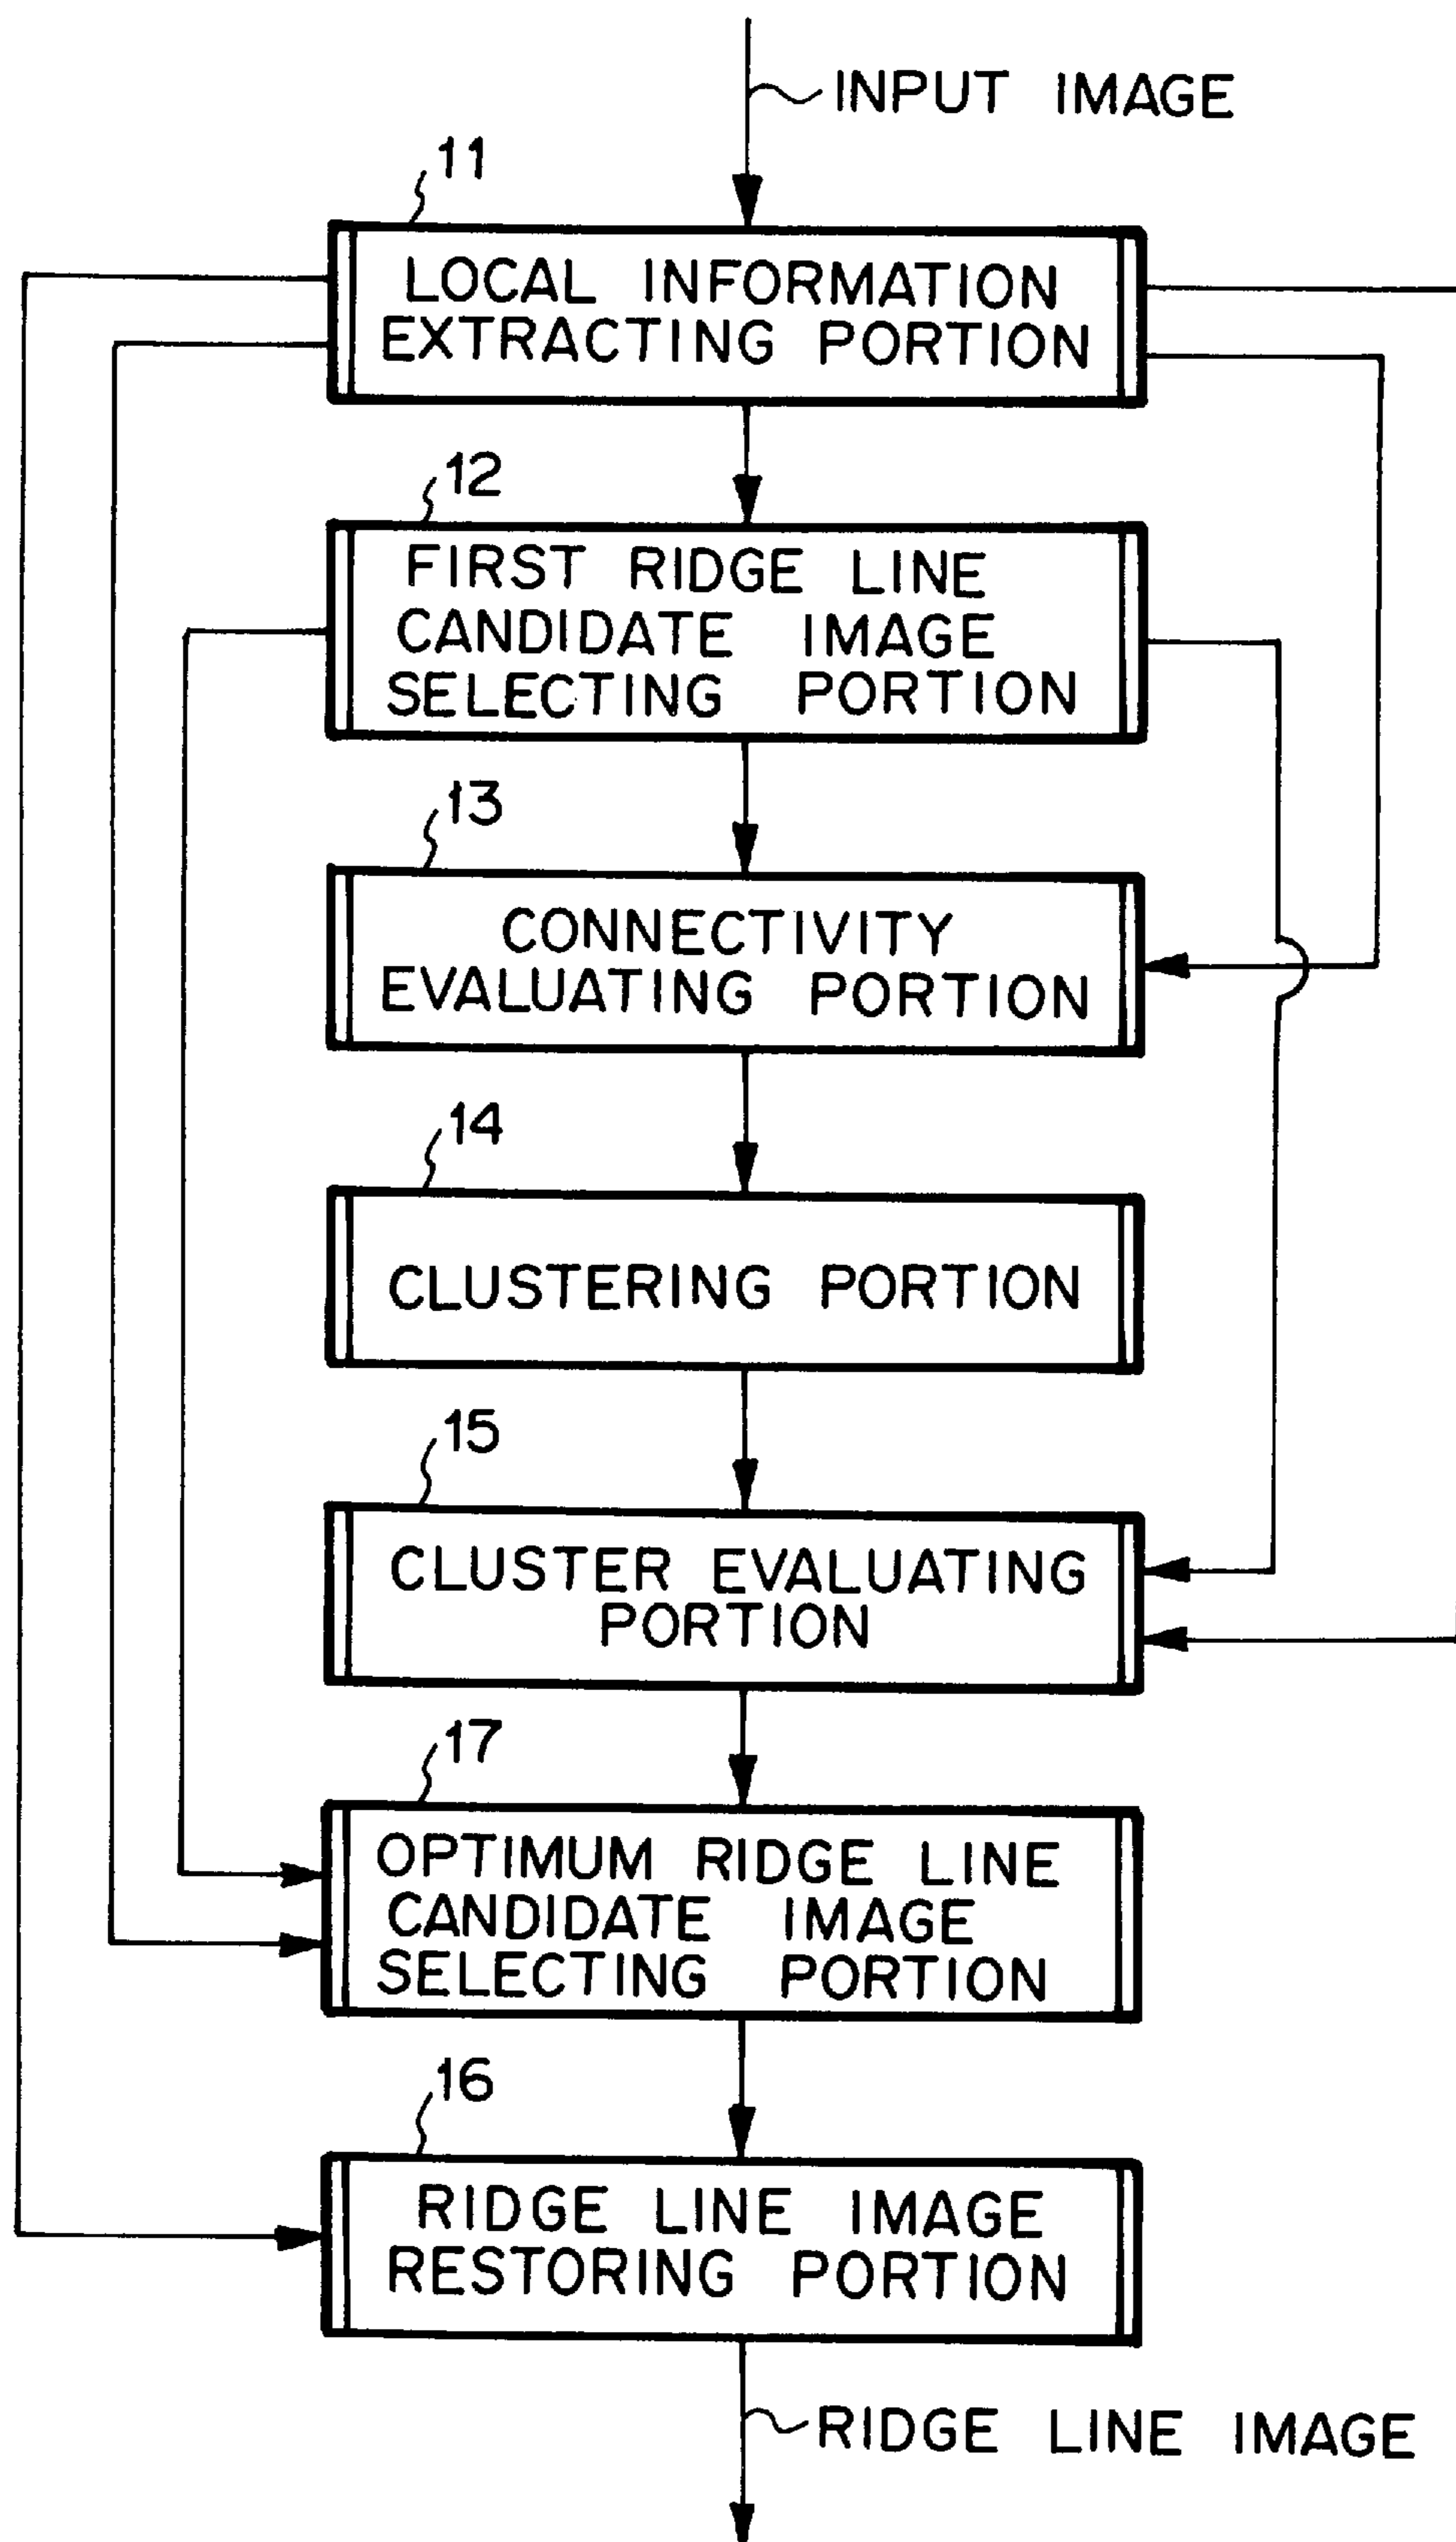 INPUT IMAGE
11
LOCAL INFORMATION
EXTRACTING PORTION
12
FIRST RIDGE LINE
CANDIDATE IMAGE
SELECTING PORTION
13
CONNECTIVITY
EVALUATING PORTION
14
CLUSTERING PORTION
15
CLUSTER EVALUATING
PORTION
17
OPTIMUM RIDGE LINE
CANDIDATE IMAGE
SELECTING PORTION
16
RIDGE LINE IMAGE
RESTORING PORTION
RIDGE LINE IMAGE